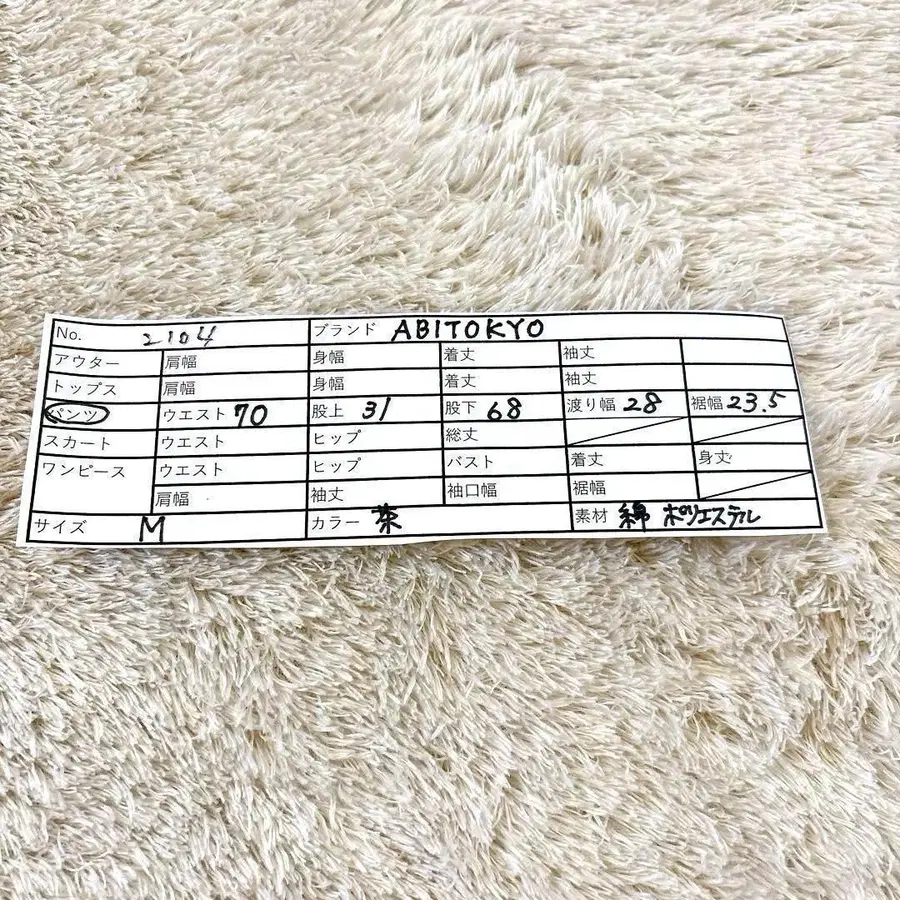 No. 2104 ブランド ABITOKYO
アウター 肩幅 身幅 着丈 袖丈
トップス 肩幅 身幅 着丈 袖丈
パンツ ウエスト 70 股上 31 股下 68 渡り幅 28 裾幅 23.5
スカート ウエスト ヒップ 総丈
ワンピース ウエスト ヒップ バスト 着丈 身丈
肩幅 袖丈 袖口幅 裾幅
サイズ M カラー 茶 素材 綿 ポリエステル